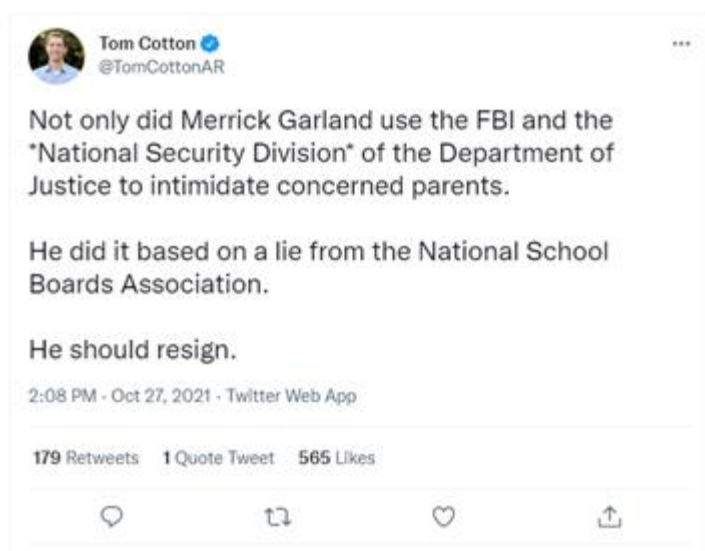 Tom Cotton
@TomCottonAR
Not only did Merrick Garland use the FBI and the
*National Security Division* of the Department of
Justice to intimidate concerned parents.
He did it based on a lie from the National School
Boards Association.
He should resign.
2:08 PM · Oct 27, 2021 · Twitter Web App
179 Retweets 1 Quote Tweet 565 Likes